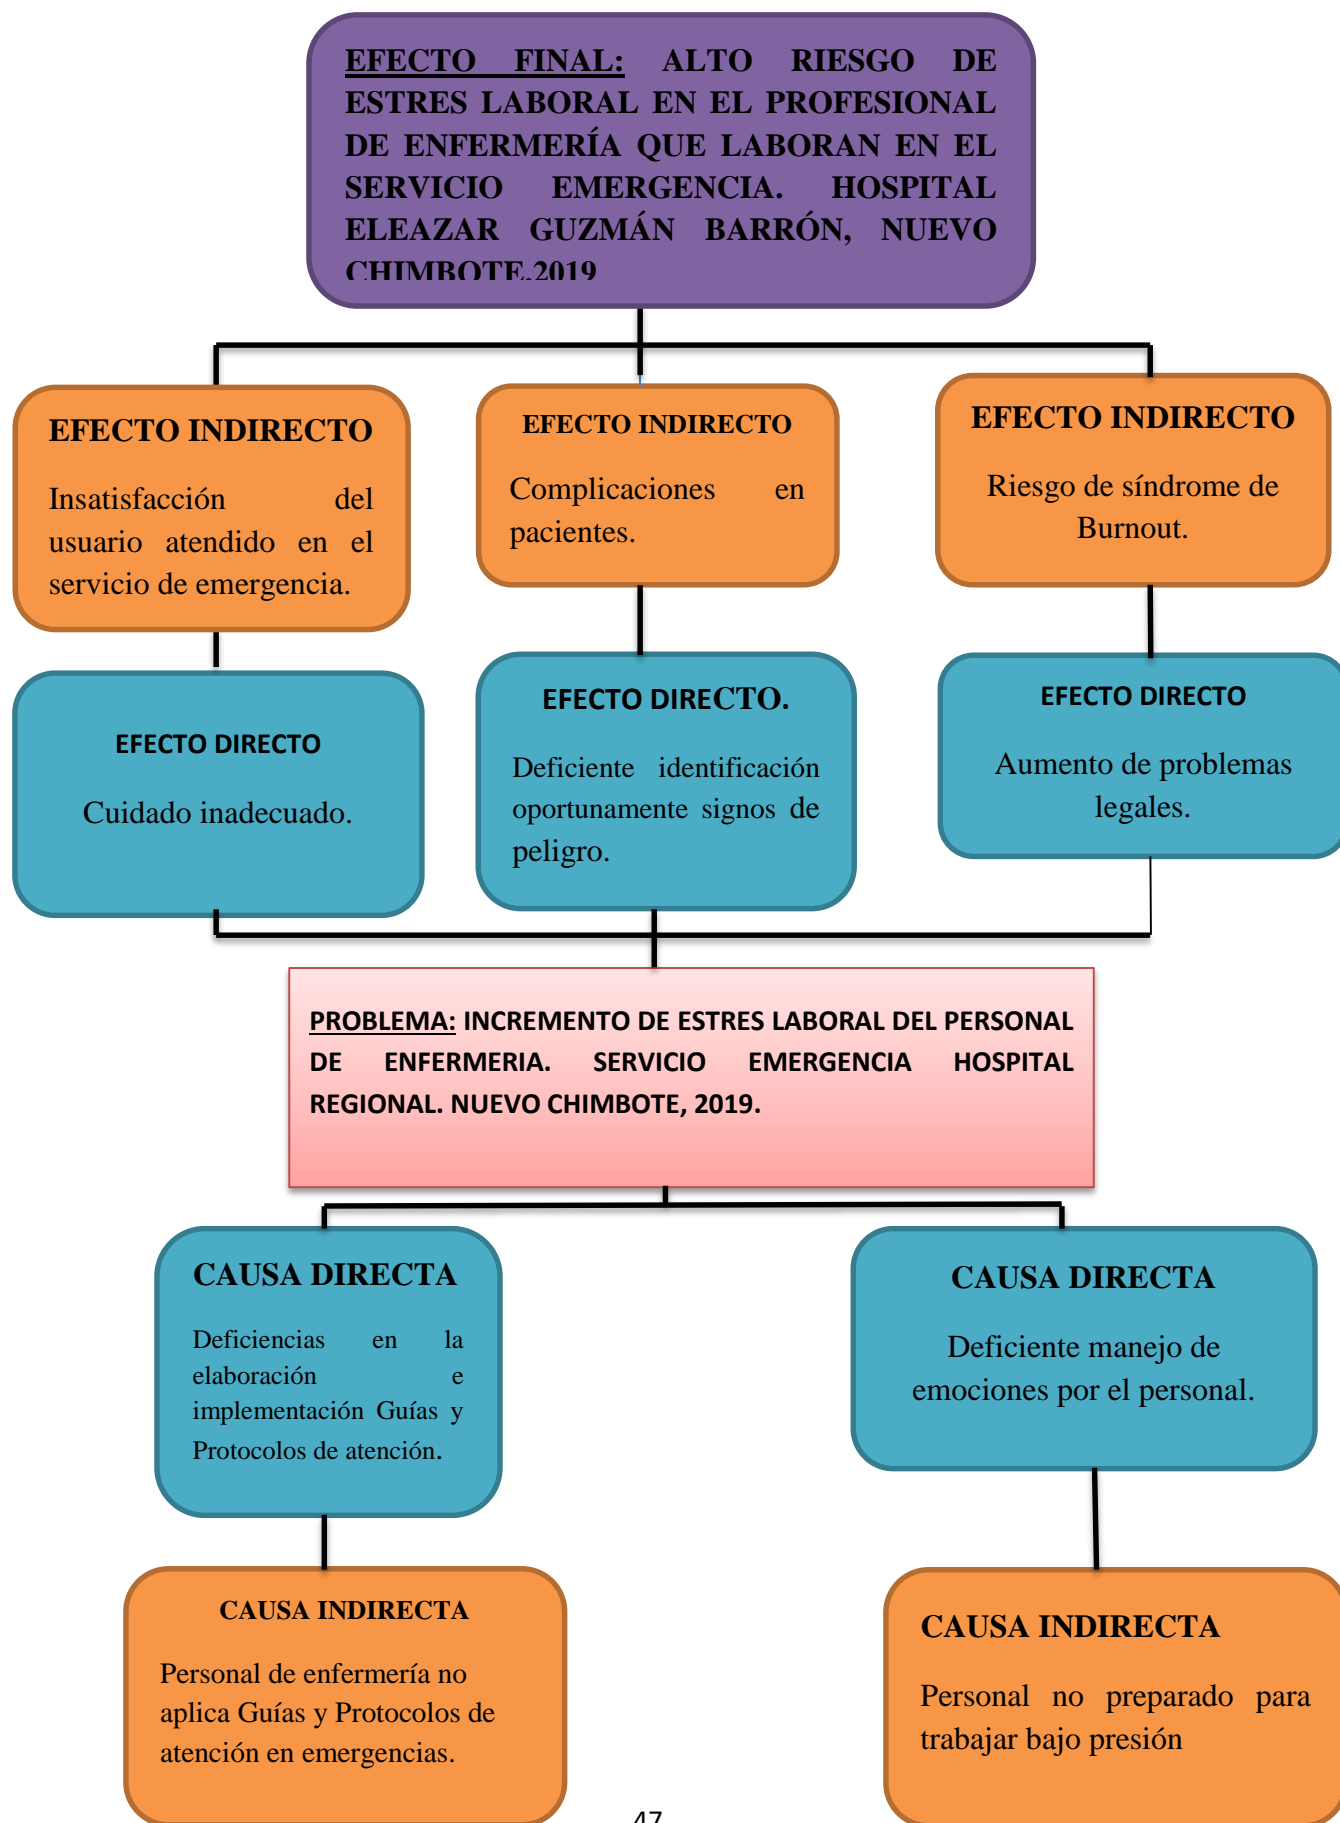 EFECTO FINAL: ALTO RIESGO DE
ESTRES LABORAL EN EL PROFESIONAL
DE ENFERMERÍA QUE LABORAN EN EL
SERVICIO EMERGENCIA. HOSPITAL
ELEAZAR GUZMÁN BARRÓN, NUEVO
CHIMBOTE.2019
EFECTO INDIRECTO
Insatisfacción del
usuario atendido en el
servicio de emergencia.
EFECTO INDIRECTO
Complicaciones en
pacientes.
EFECTO INDIRECTO
Riesgo de síndrome de
Burnout.
EFECTO DIRECTO
Cuidado inadecuado.
EFECTO DIRECTO.
Deficiente identificación
oportunamente signos de
peligro.
EFECTO DIRECTO
Aumento de problemas
legales.
PROBLEMA: INCREMENTO DE ESTRES LABORAL DEL PERSONAL
DE ENFERMERIA. SERVICIO EMERGENCIA HOSPITAL
REGIONAL. NUEVO CHIMBOTE, 2019.
CAUSA DIRECTA
Deficiencias en la
elaboración e
implementación Guías y
Protocolos de atención.
CAUSA DIRECTA
Deficiente manejo de
emociones por el personal.
CAUSA INDIRECTA
Personal de enfermería no
aplica Guías y Protocolos de
atención en emergencias.
CAUSA INDIRECTA
Personal no preparado para
trabajar bajo presión
47